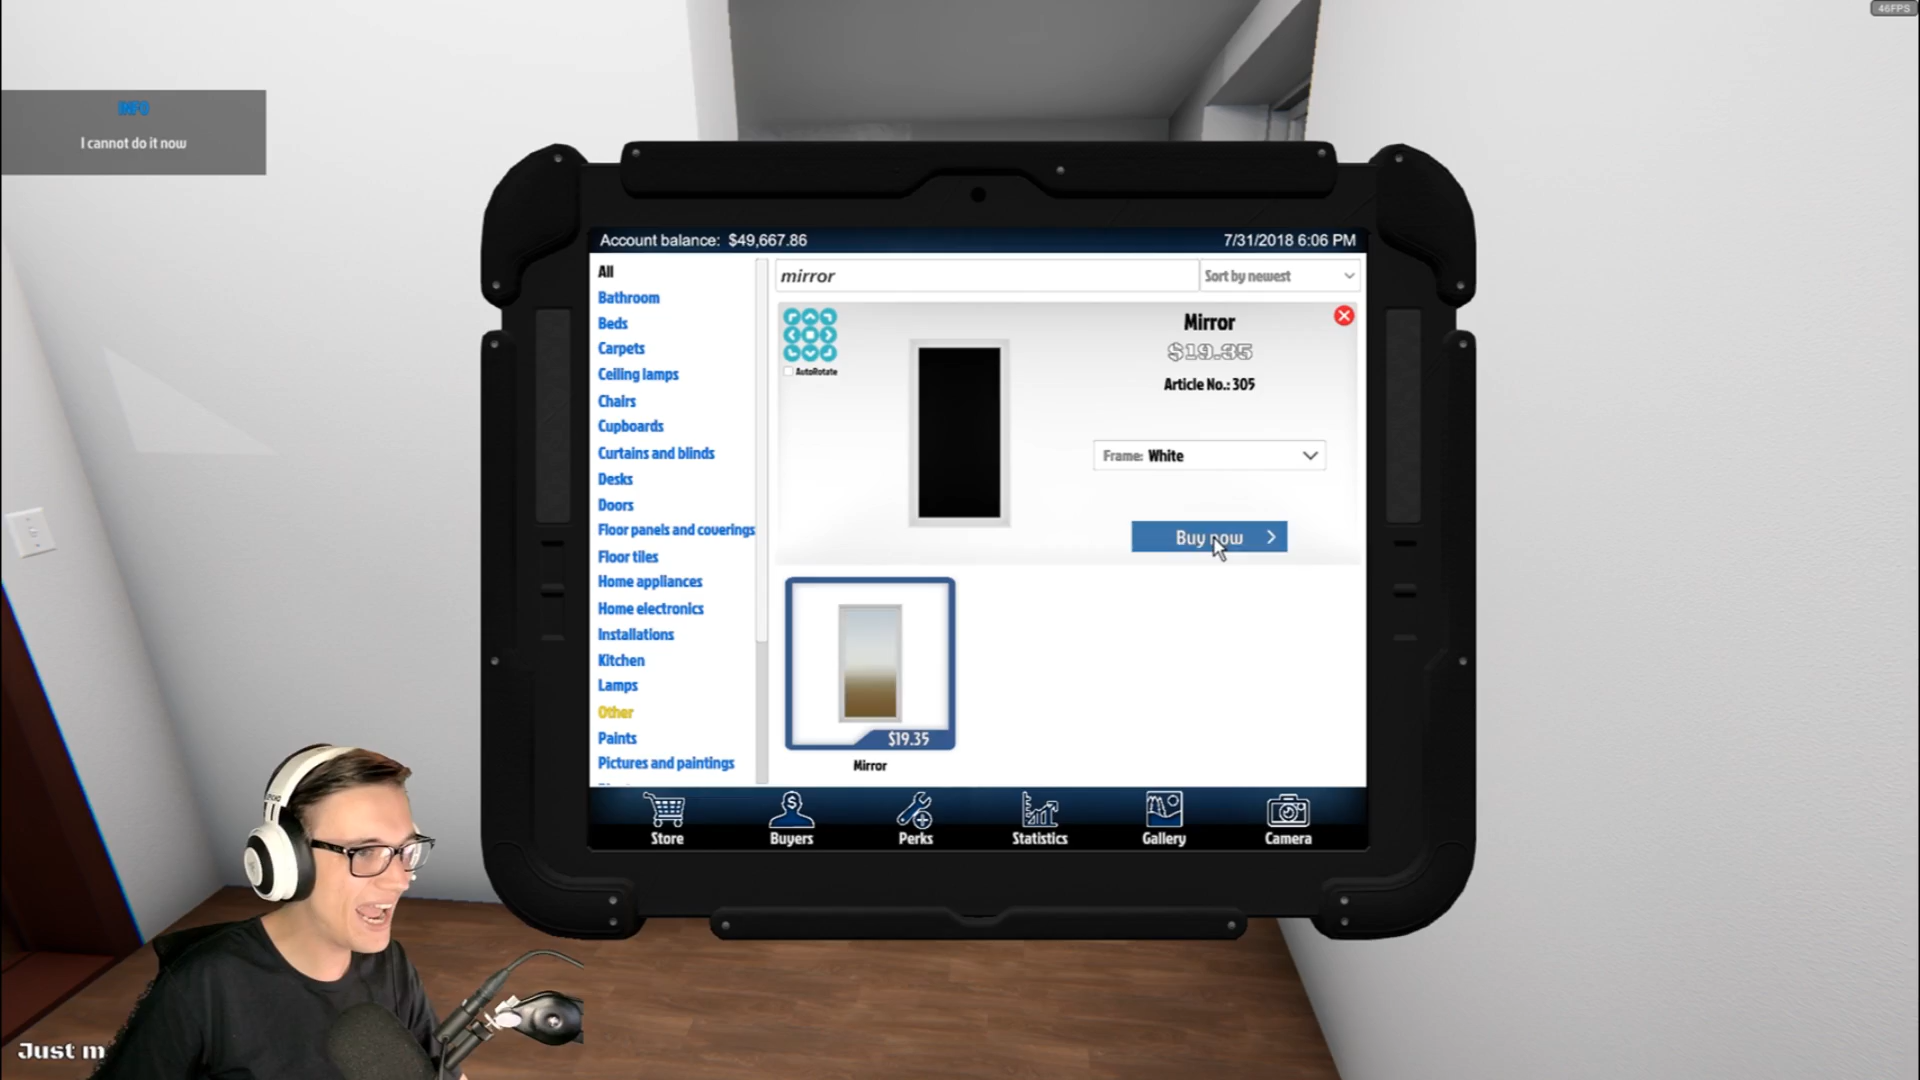 46FPS
INFO
I cannot do it now
Account balance: $49,667.86
7/31/2018 6:06 PM
All
Bathroom
Beds
Carpets
Ceiling lamps
Chairs
Cupboards
Curtains and blinds
Desks
Doors
Floor panels and coverings
Floor tiles
Home appliances
Home electronics
Installations
Kitchen
Lamps
Other
Paints
Pictures and paintings
mirror
Sort by newest
AutoRotate
Mirror
$19.35
Article No.: 305
Frame: White
Buy now
$19.35
Mirror
Store
Buyers
Perks
Statistics
Gallery
Camera
Just m